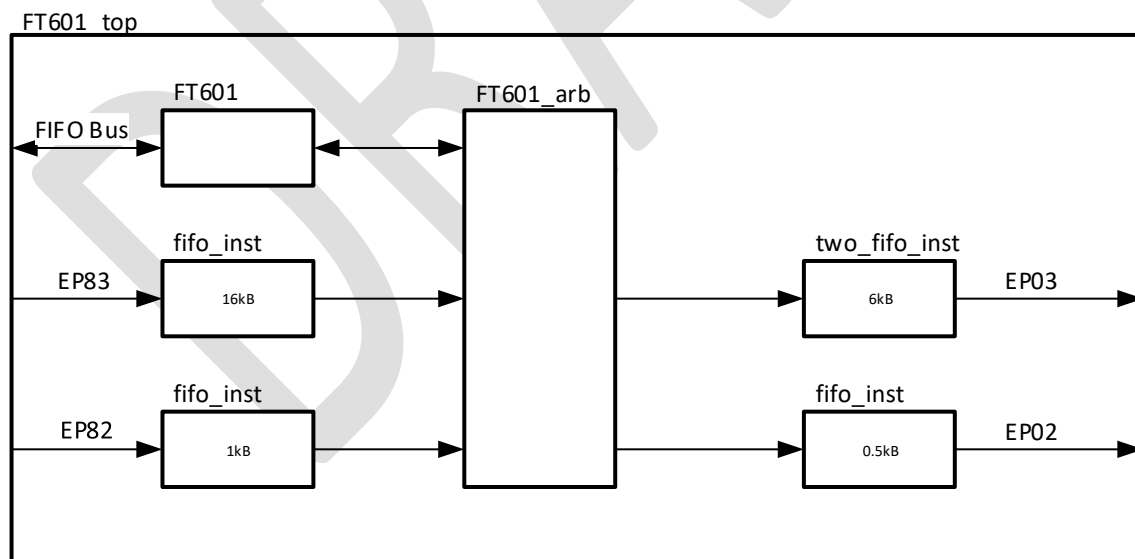 FT601_top
FT601
FT601_arb
FIFO Bus
fifo_inst
two_fifo_inst
EP83
16kB
6kB
EP03
fifo_inst
fifo_inst
EP82
1kB
0.5kB
EP02